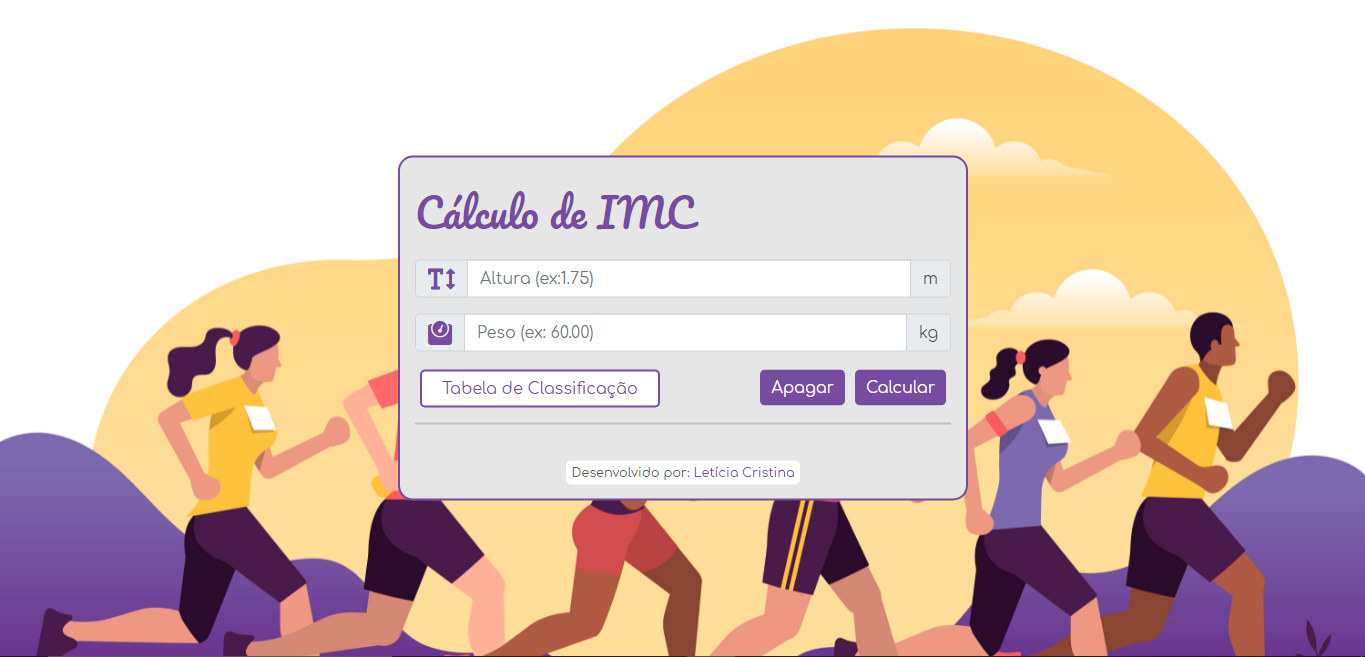 Cálculo de IMC
Altura (ex:1.75) m
Peso (ex: 60.00) kg
Tabela de Classificação Apagar Calcular
Desenvolvido por: Letícia Cristina